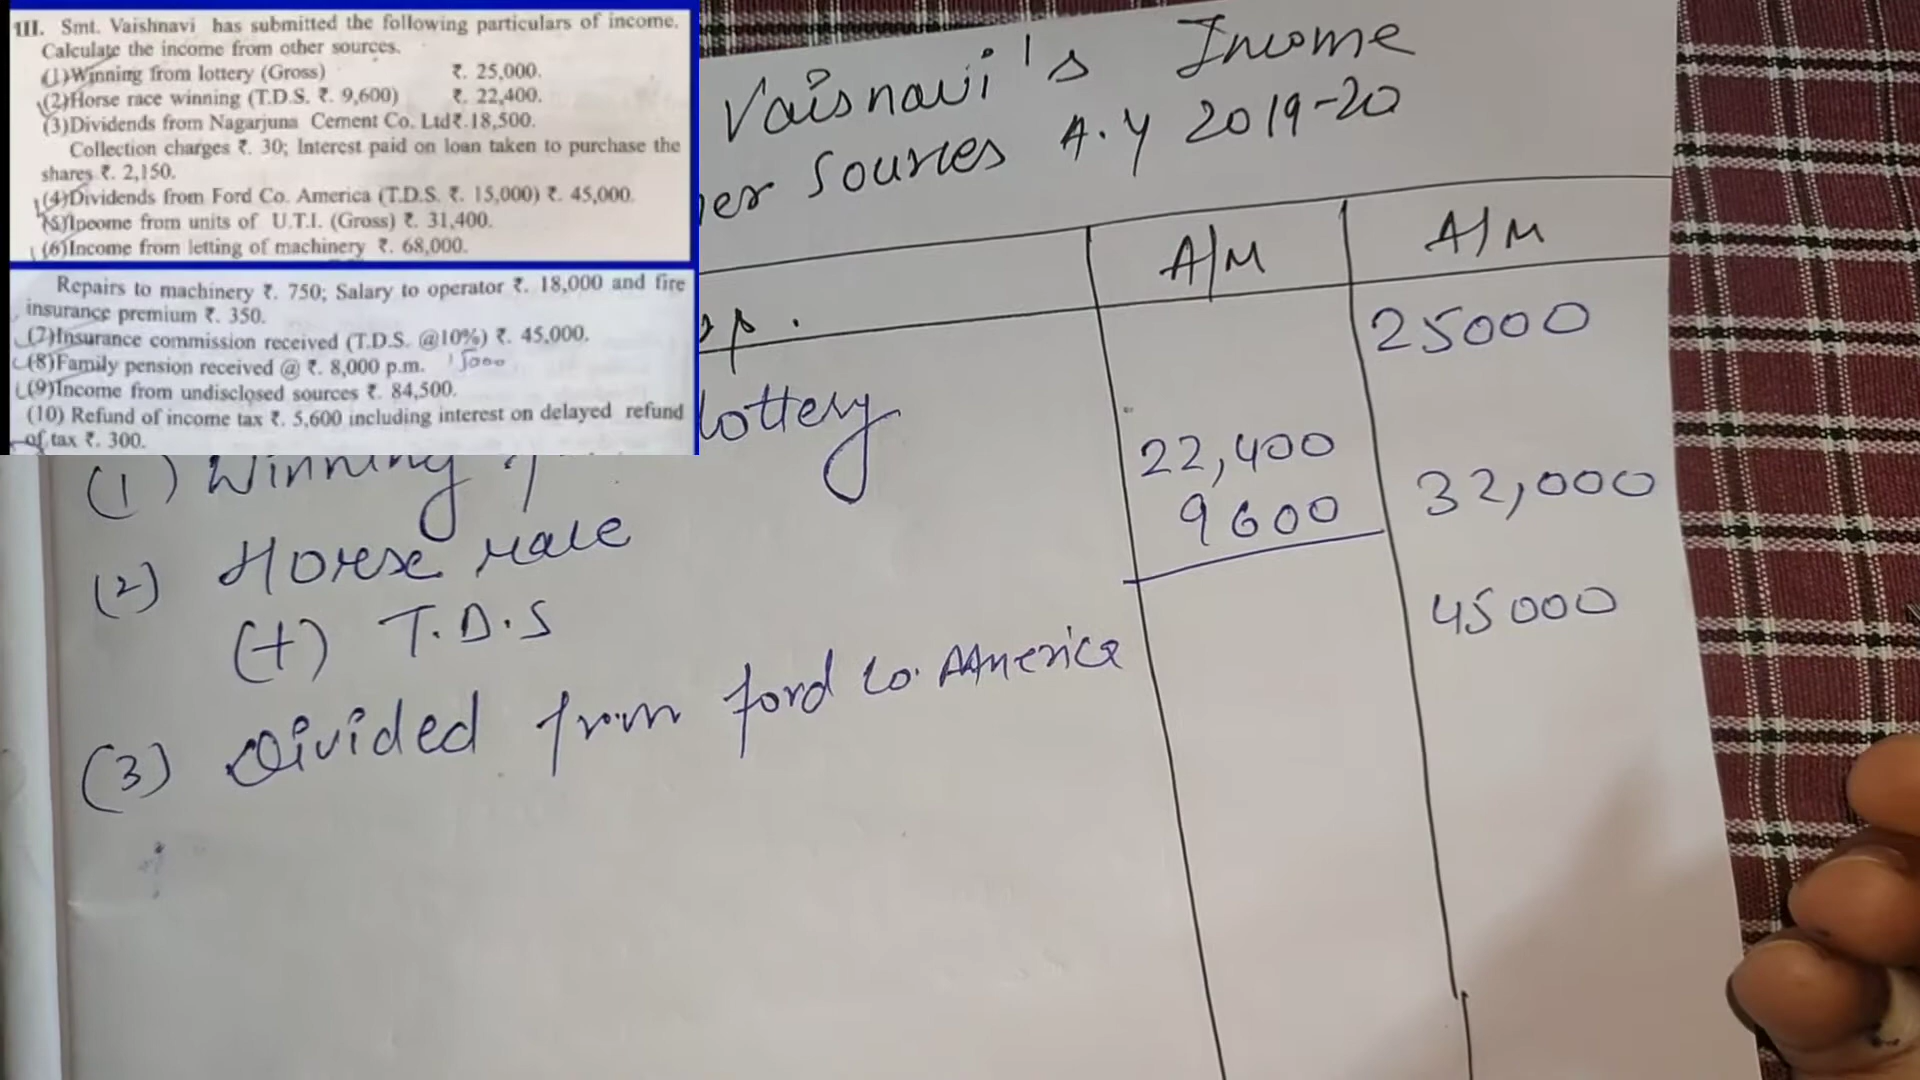 III. Smt. Vaishnavi has submitted the following particulars of income.
Calculate the income from other sources.
(1)Winning from lottery (Gross) ₹. 25,000.
(2)Horse race winning (T.D.S. ₹. 9,600) ₹. 22,400.
(3)Dividends from Nagarjuna Cement Co. Ltd ₹.18,500.
Collection charges ₹. 30; Interest paid on loan taken to purchase the
shares ₹. 2,150.
(4)Dividends from Ford Co. America (T.D.S. ₹. 15,000) ₹. 45,000.
(5)Income from units of U.T.I. (Gross) ₹. 31,400.
(6)Income from letting of machinery ₹. 68,000.
Repairs to machinery ₹. 750; Salary to operator ₹. 18,000 and fire
insurance premium ₹. 350.
(7)Insurance commission received (T.D.S. @10%) ₹. 45,000.
(8)Family pension received @ ₹. 8,000 p.m. 15000
(9)Income from undisclosed sources ₹. 84,500.
(10) Refund of income tax ₹. 5,600 including interest on delayed refund
of tax ₹. 300.
Vaisnavi's Income
Sources A.Y 2019-20
A/M A/M
(1) Winning lottery 25000
(2) Horse race 22,400
(+) T.D.S 9600 32,000
(3) Divided from ford Co. America 45000